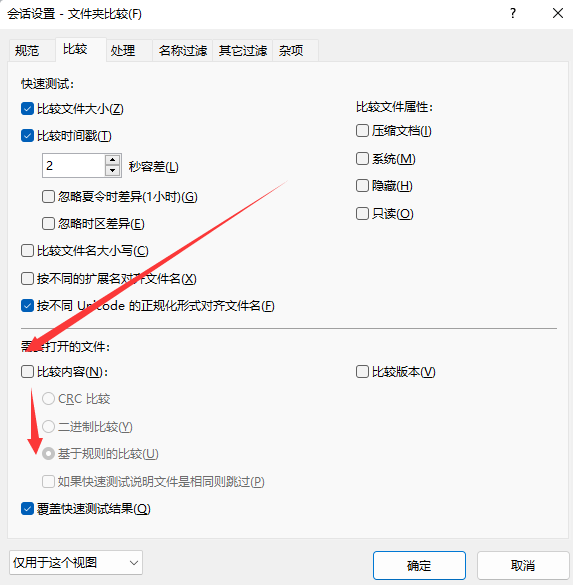 会话设置 - 文件夹比较(F)
规范 比较 处理 名称过滤 其它过滤 杂项
快速测试:
比较文件大小(Z)
比较时间戳(T)
2 秒容差(L)
忽略夏令时差异(1小时)(G)
忽略时区差异(E)
比较文件名大小写(C)
按不同的扩展名对齐文件名(X)
按不同 Unicode 的正规化形式对齐文件名(F)
比较文件属性:
压缩文档(I)
系统(M)
隐藏(H)
只读(O)
需要打开的文件:
比较内容(N):
CRC 比较
二进制比较(Y)
基于规则的比较(U)
如果快速测试说明文件是相同则跳过(P)
覆盖快速测试结果(Q)
比较版本(V)
仅用于这个视图
确定 取消